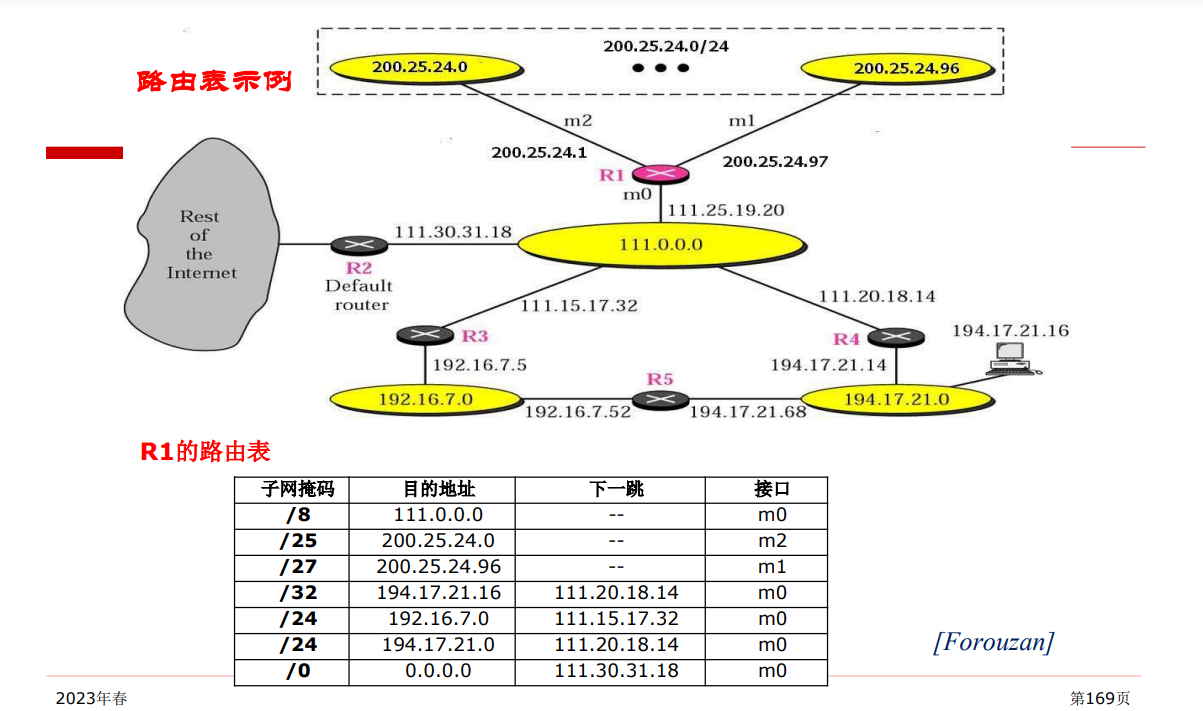 200.25.24.0/24
200.25.24.0
● ● ●
200.25.24.96
路由表示例
m2
m1
200.25.24.1
200.25.24.97
R1
m0
111.25.19.20
Rest
of
the
Internet
111.30.31.18
111.0.0.0
R2
Default
router
111.15.17.32
111.20.18.14
R3
R4
194.17.21.16
192.16.7.5
194.17.21.14
R5
192.16.7.0
194.17.21.0
192.16.7.52
194.17.21.68
R1的路由表
子网掩码 目的地址 下一跳 接口
/8 111.0.0.0 -- m0
/25 200.25.24.0 -- m2
/27 200.25.24.96 -- m1
/32 194.17.21.16 111.20.18.14 m0
/24 192.16.7.0 111.15.17.32 m0
/24 194.17.21.0 111.20.18.14 m0
/0 0.0.0.0 111.30.31.18 m0
[Forouzan]
2023年春
第169页